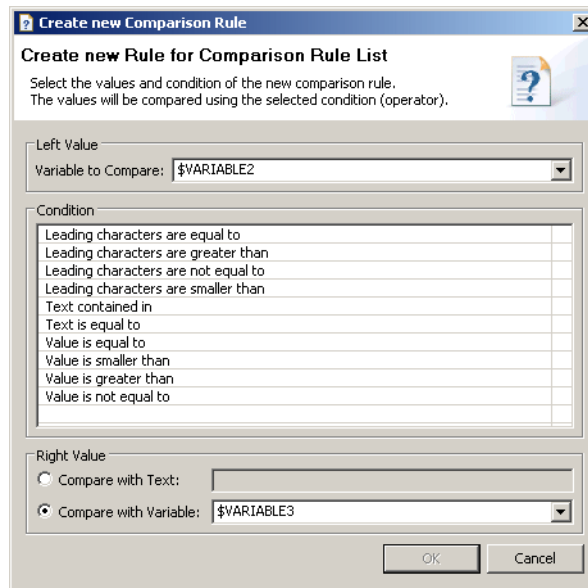 Create new Comparison Rule
Create new Rule for Comparison Rule List
Select the values and condition of the new comparison rule.
The values will be compared using the selected condition (operator).
Left Value
Variable to Compare: $VARIABLE2
Condition
Leading characters are equal to
Leading characters are greater than
Leading characters are not equal to
Leading characters are smaller than
Text contained in
Text is equal to
Value is equal to
Value is smaller than
Value is greater than
Value is not equal to
Right Value
Compare with Text:
Compare with Variable: $VARIABLE3
OK Cancel